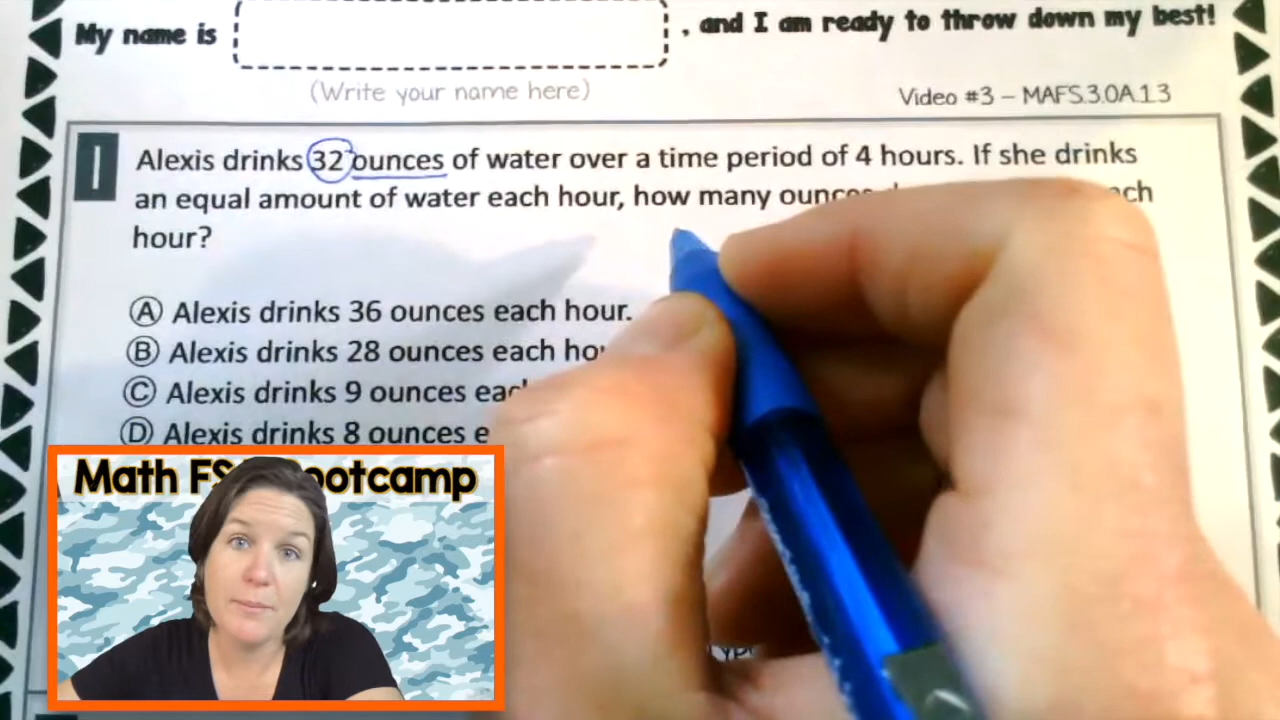 My name is , and I am ready to throw down my best!
(Write your name here)
Video #3 – MAFS.3.OA.1.3
1
Alexis drinks 32 ounces of water over a time period of 4 hours. If she drinks
an equal amount of water each hour, how many
hour?
A Alexis drinks 36 ounces each hour.
B Alexis drinks 28 ounces each
C Alexis drinks 9 ounces
D Alexis drinks 8 ounces
Math